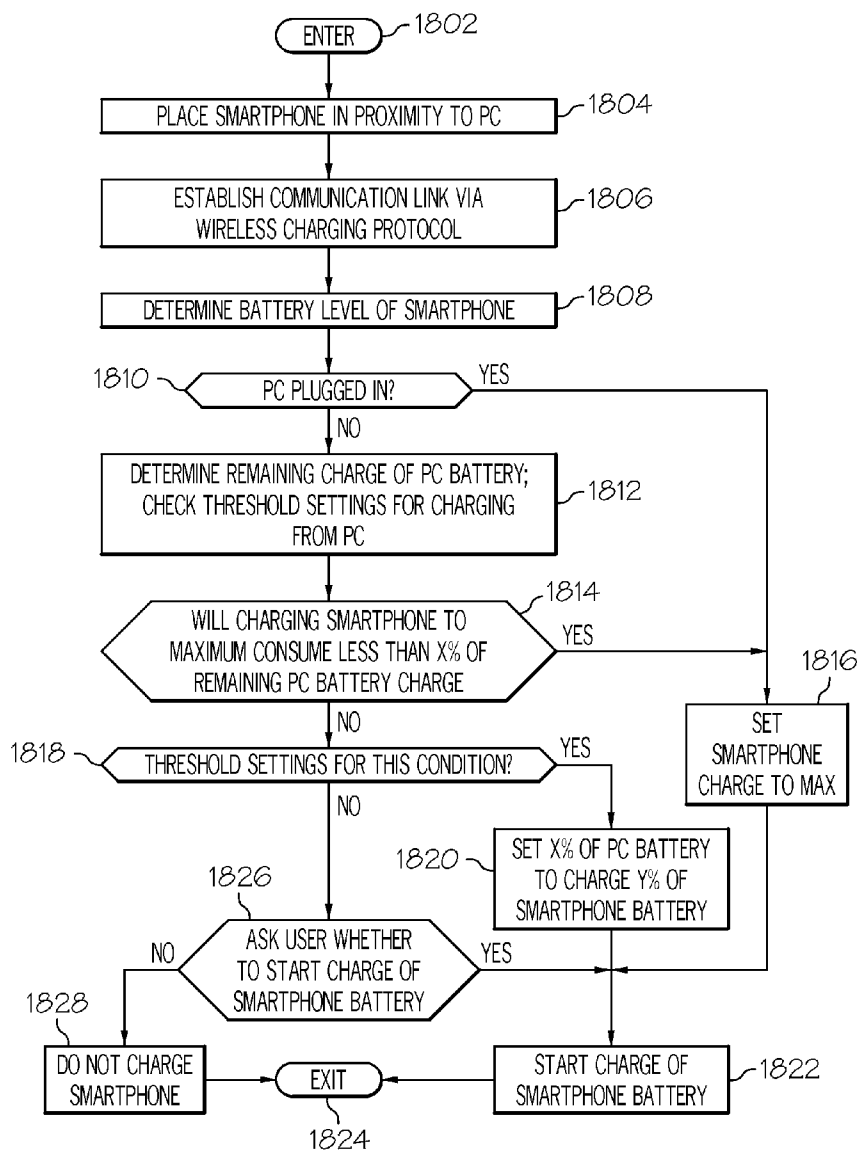 ENTER
1802
PLACE SMARTPHONE IN PROXIMITY TO PC
1804
ESTABLISH COMMUNICATION LINK VIA
WIRELESS CHARGING PROTOCOL
1806
DETERMINE BATTERY LEVEL OF SMARTPHONE
1808
1810
PC PLUGGED IN?
YES
NO
DETERMINE REMAINING CHARGE OF PC BATTERY;
CHECK THRESHOLD SETTINGS FOR CHARGING
FROM PC
1812
1814
WILL CHARGING SMARTPHONE TO
MAXIMUM CONSUME LESS THAN X% OF
REMAINING PC BATTERY CHARGE
YES
NO
1816
SET
SMARTPHONE
CHARGE TO MAX
1818
THRESHOLD SETTINGS FOR THIS CONDITION?
YES
NO
1820
SET X% OF PC BATTERY
TO CHARGE Y% OF
SMARTPHONE BATTERY
1826
ASK USER WHETHER
TO START CHARGE OF
SMARTPHONE BATTERY
NO
YES
1828
DO NOT CHARGE
SMARTPHONE
EXIT
1824
START CHARGE OF
SMARTPHONE BATTERY
1822